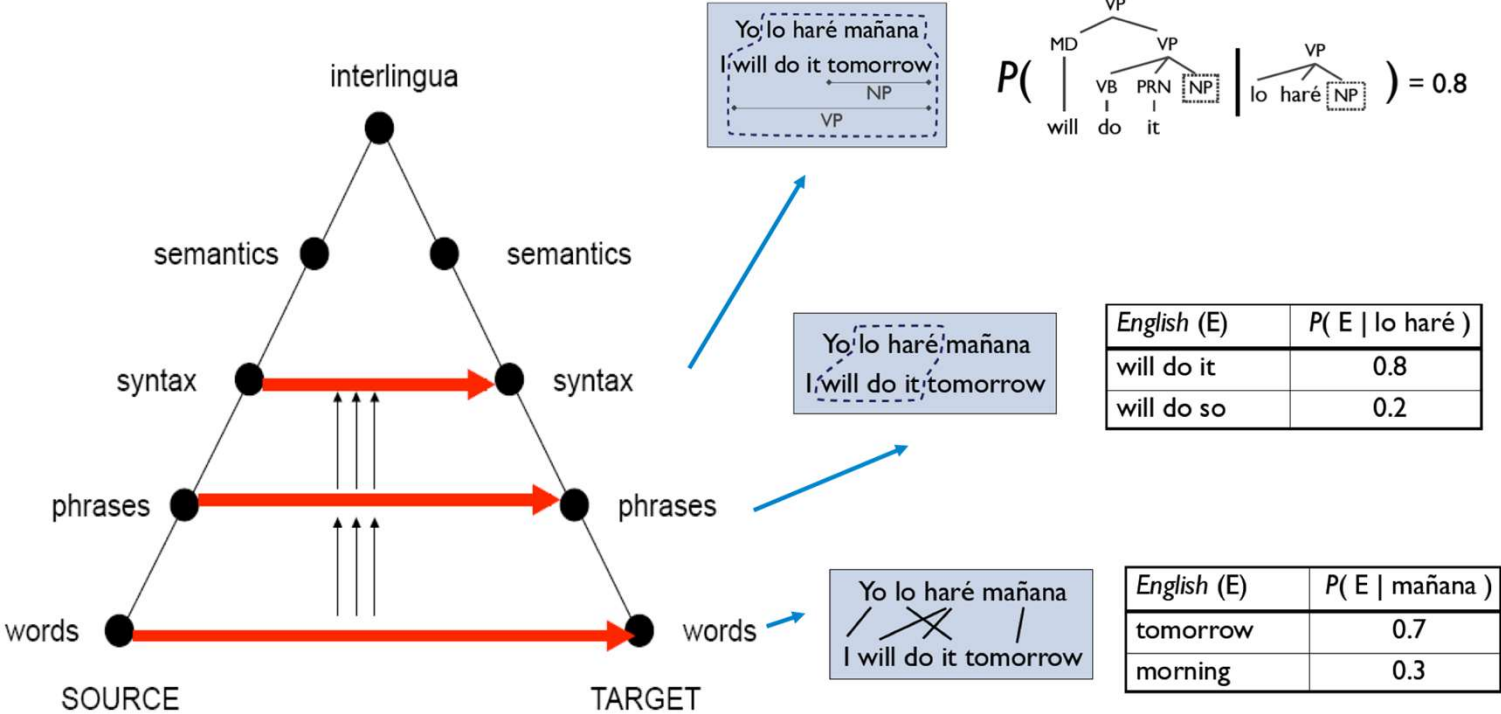 interlingua
semantics
semantics
syntax
syntax
phrases
phrases
words
words
SOURCE
TARGET
Yo lo haré mañana
I will do it tomorrow
NP
VP
VP
MD
VP
VB PRN NP
will do it
P( | ) = 0.8
VP
lo haré NP
Yo lo haré mañana
I will do it tomorrow
English (E) P( E | lo haré )
will do it 0.8
will do so 0.2
Yo lo haré mañana
I will do it tomorrow
English (E) P( E | mañana )
tomorrow 0.7
morning 0.3